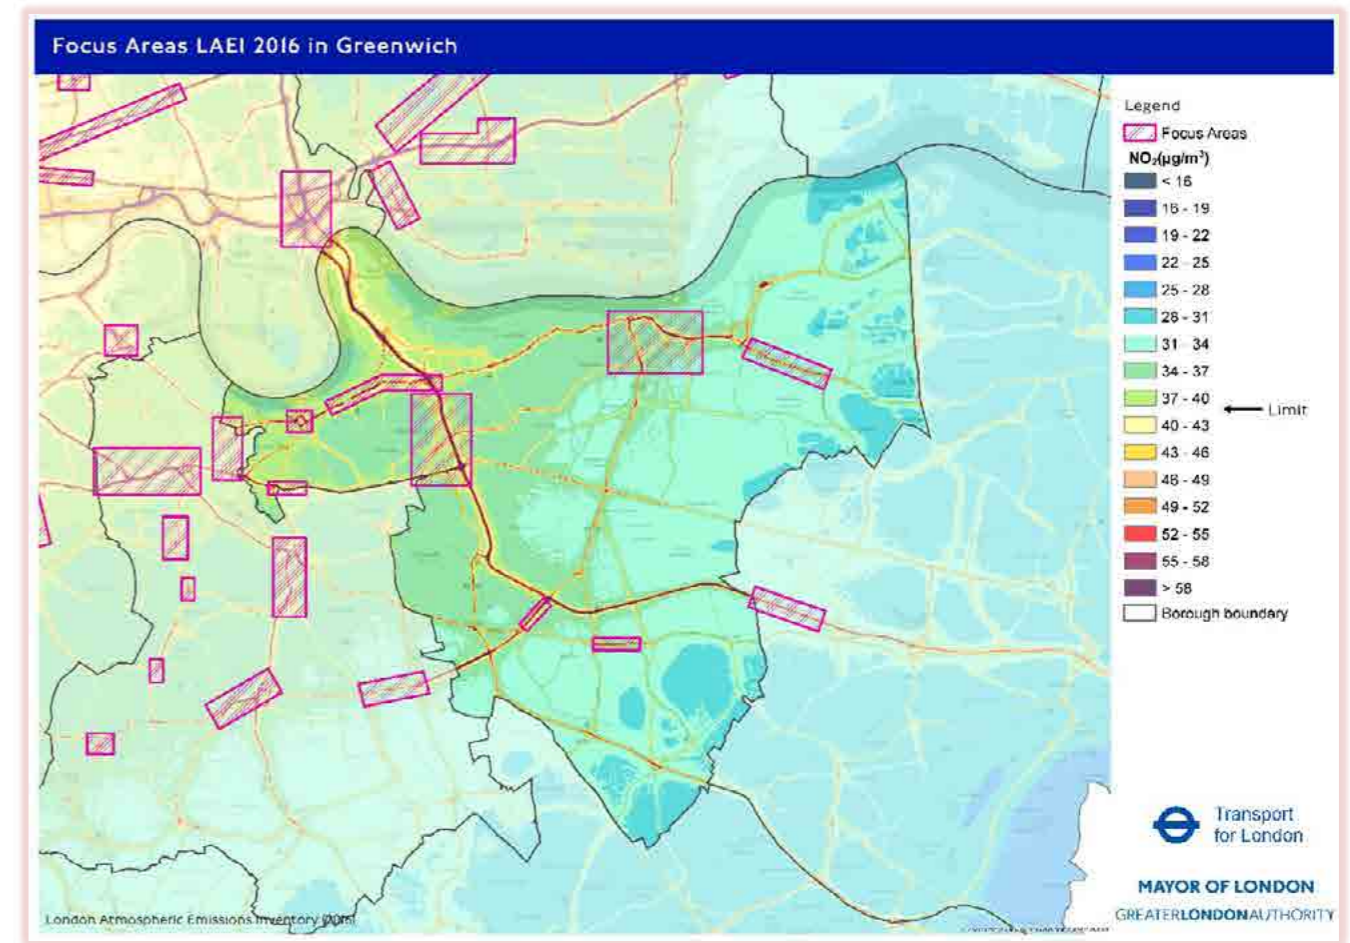 Focus Areas LAEI 2016 in Greenwich
Legend
Focus Areas
NO₂(µg/m³)
< 16
16 - 19
19 - 22
22 - 25
25 - 28
28 - 31
31 - 34
34 - 37
37 - 40
Limit
40 - 43
43 - 46
46 - 49
49 - 52
52 - 55
55 - 58
> 58
Borough boundary
Transport
for London
MAYOR OF LONDON
GREATERLONDONAUTHORITY
London Atmospheric Emissions Inventory (2016)